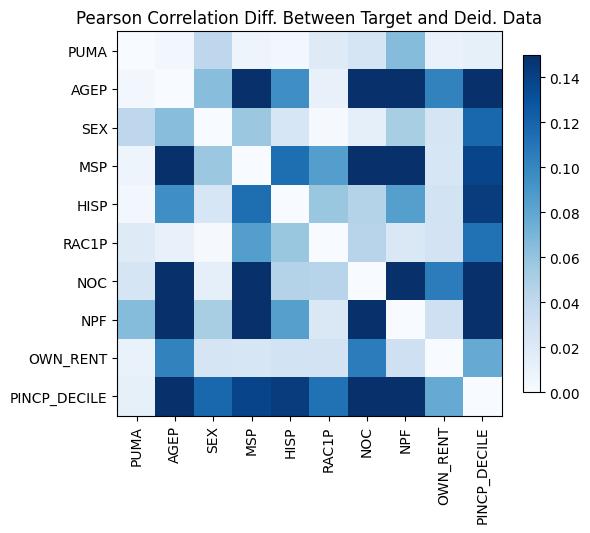 Pearson Correlation Diff. Between Target and Deid. Data
PUMA
AGEP
SEX
MSP
HISP
RAC1P
NOC
NPF
OWN_RENT
PINCP_DECILE
PUMA
AGEP
SEX
MSP
HISP
RAC1P
NOC
NPF
OWN_RENT
PINCP_DECILE
0.14
0.12
0.10
0.08
0.06
0.04
0.02
0.00